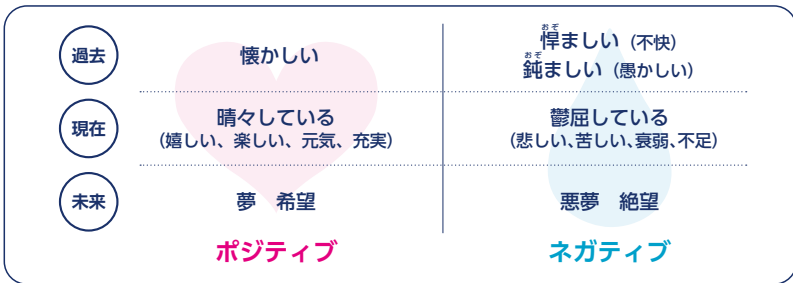 過去
懐かしい
悍ましい（不快）
鈍ましい（愚かしい）
おぞ
おぞ
現在
晴々している
（嬉しい、楽しい、元気、充実）
鬱屈している
（悲しい、苦しい、衰弱、不足）
未来
夢　希望
悪夢　絶望
ポジティブ
ネガティブ